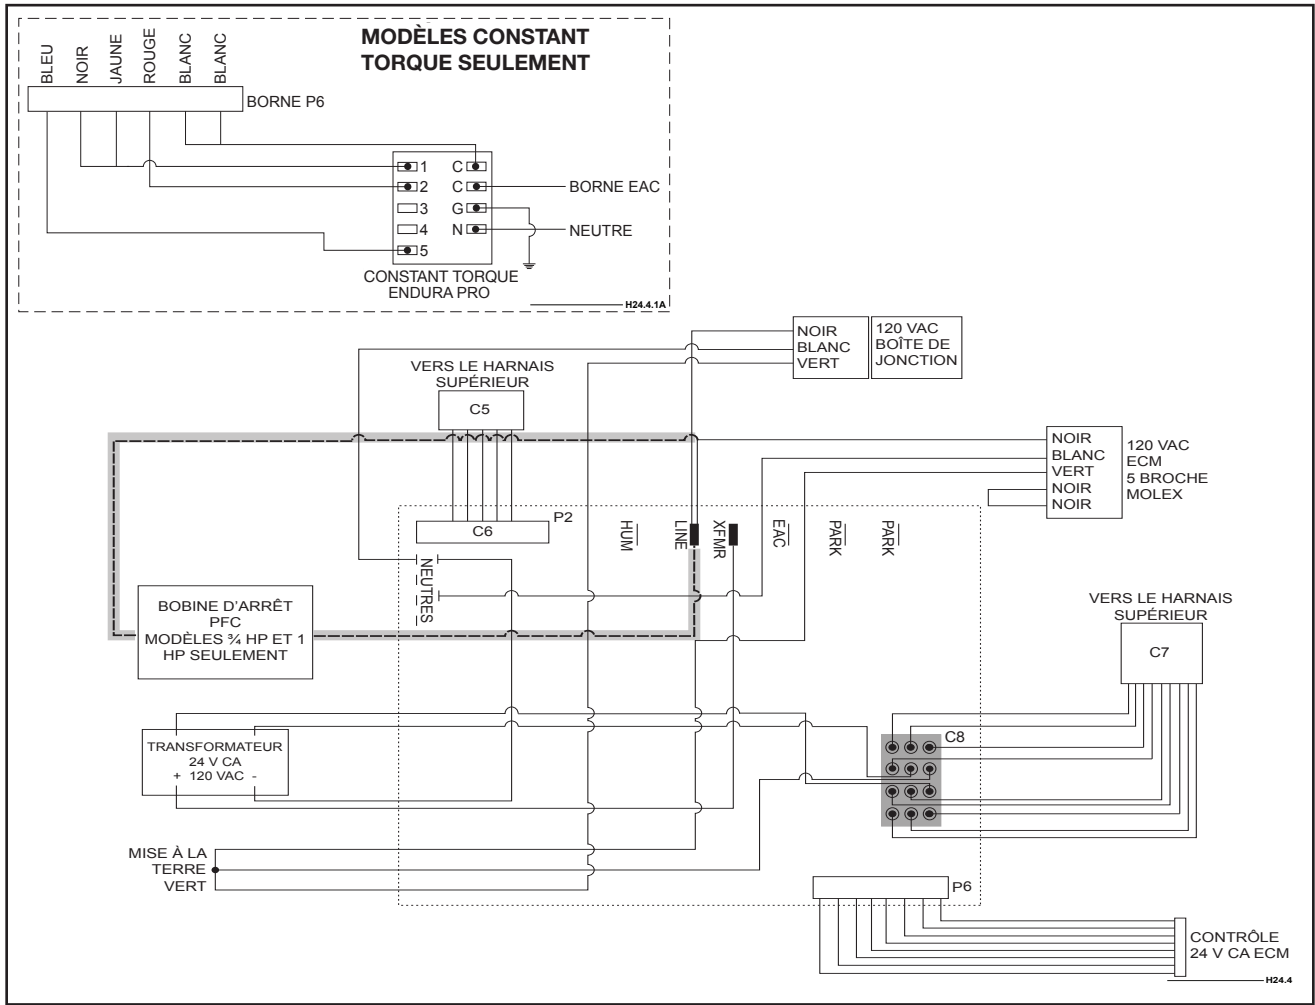 MODÈLES CONSTANT
TORQUE SEULEMENT
BLEU
NOIR
JAUNE
ROUGE
BLANC
BLANC
BORNE P6
1
C
2
C
BORNE EAC
3
G
4
N
NEUTRE
5
CONSTANT TORQUE
ENDURA PRO
H24.4.1A
NOIR
BLANC
VERT
120 VAC
BOÎTE DE
JONCTION
VERS LE HARNAIS
SUPÉRIEUR
C5
NOIR
BLANC
VERT
NOIR
NOIR
120 VAC
ECM
5 BROCHE
MOLEX
P2
C6
HUM
LINE
XFMR
EAC
PARK
PARK
NEUTRES
BOBINE D'ARRÊT
PFC
MODÈLES ¾ HP ET 1
HP SEULEMENT
VERS LE HARNAIS
SUPÉRIEUR
C7
C8
TRANSFORMATEUR
24 V CA
+ 120 VAC -
MISE À LA
TERRE
VERT
P6
CONTRÔLE
24 V CA ECM
H24.4